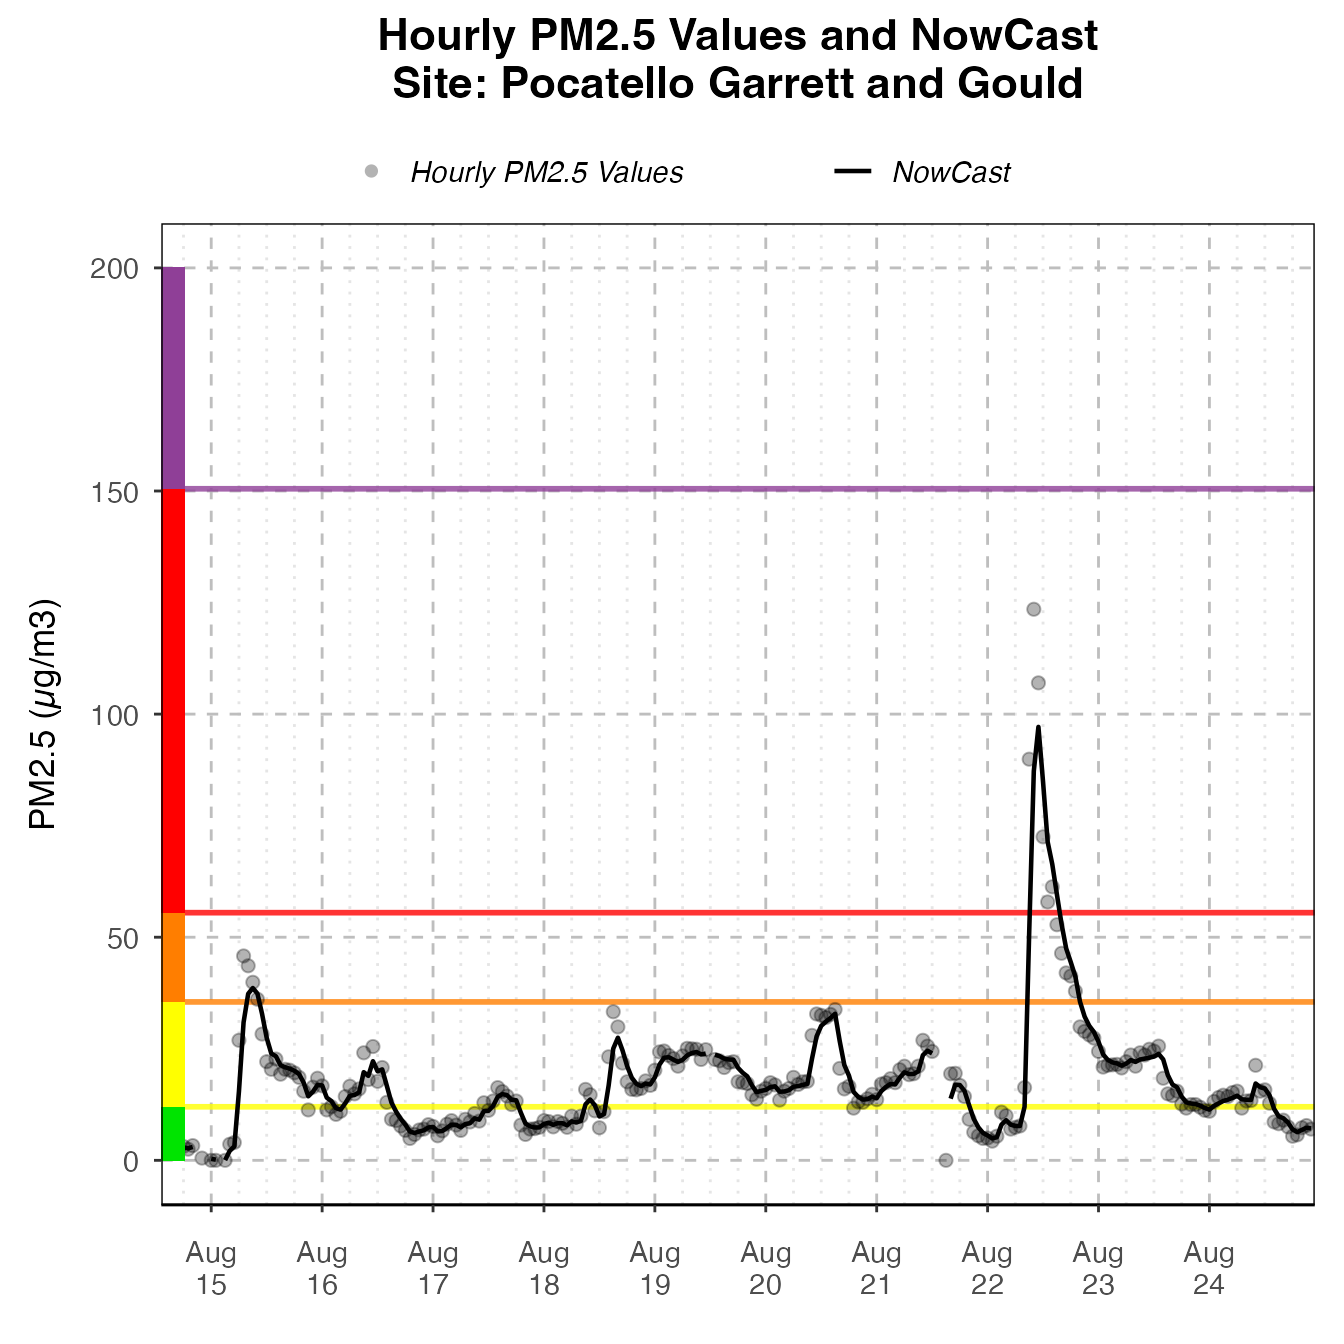 Hourly PM2.5 Values and NowCast
Site: Pocatello Garrett and Gould
Hourly PM2.5 Values NowCast
200
150
100
50
0
PM2.5 (µg/m3)
Aug Aug Aug Aug Aug Aug Aug Aug Aug Aug
15 16 17 18 19 20 21 22 23 24